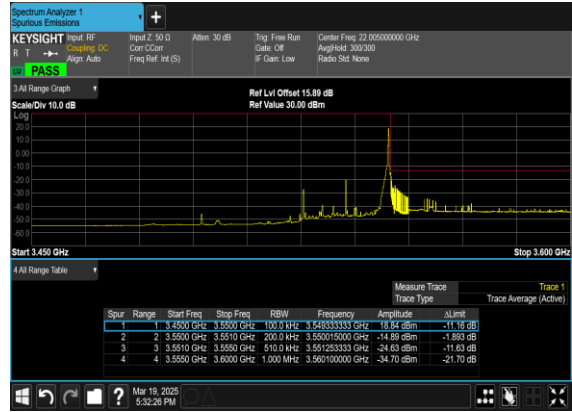 Spectrum Analyzer 1
Spurious Emissions
KEYSIGHT Input: RF Input Z: 50 Ω Atten: 30 dB Trig: Free Run Center Freq: 22.005000000 GHz
R T Coupling: DC Corr CCorr Gate: Off Avg|Hold: 300/300
Align: Auto Freq Ref: Int (S) IF Gain: Low Radio Std: None
PASS
3 All Range Graph
Ref Lvl Offset 15.89 dB
Scale/Div 10.0 dB Ref Value 30.00 dBm
Log
20.0
10.0
0.00
-10.0
-20.0
-30.0
-40.0
-50.0
-60.0
Start 3.450 GHz Stop 3.600 GHz
4 All Range Table
Measure Trace Trace 1
Trace Type Trace Average (Active)
Spur Range Start Freq Stop Freq RBW Frequency Amplitude ΔLimit
1 1 3.4500 GHz 3.5500 GHz 100.0 kHz 3.549333333 GHz 18.84 dBm -11.16 dB
2 2 3.5500 GHz 3.5510 GHz 200.0 kHz 3.550015000 GHz -14.89 dBm -1.893 dB
3 3 3.5510 GHz 3.5550 GHz 510.0 kHz 3.551253333 GHz -24.63 dBm -11.63 dB
4 4 3.5550 GHz 3.6000 GHz 1.000 MHz 3.560100000 GHz -34.70 dBm -21.70 dB
?
Mar 19, 2025
5:32:26 PM